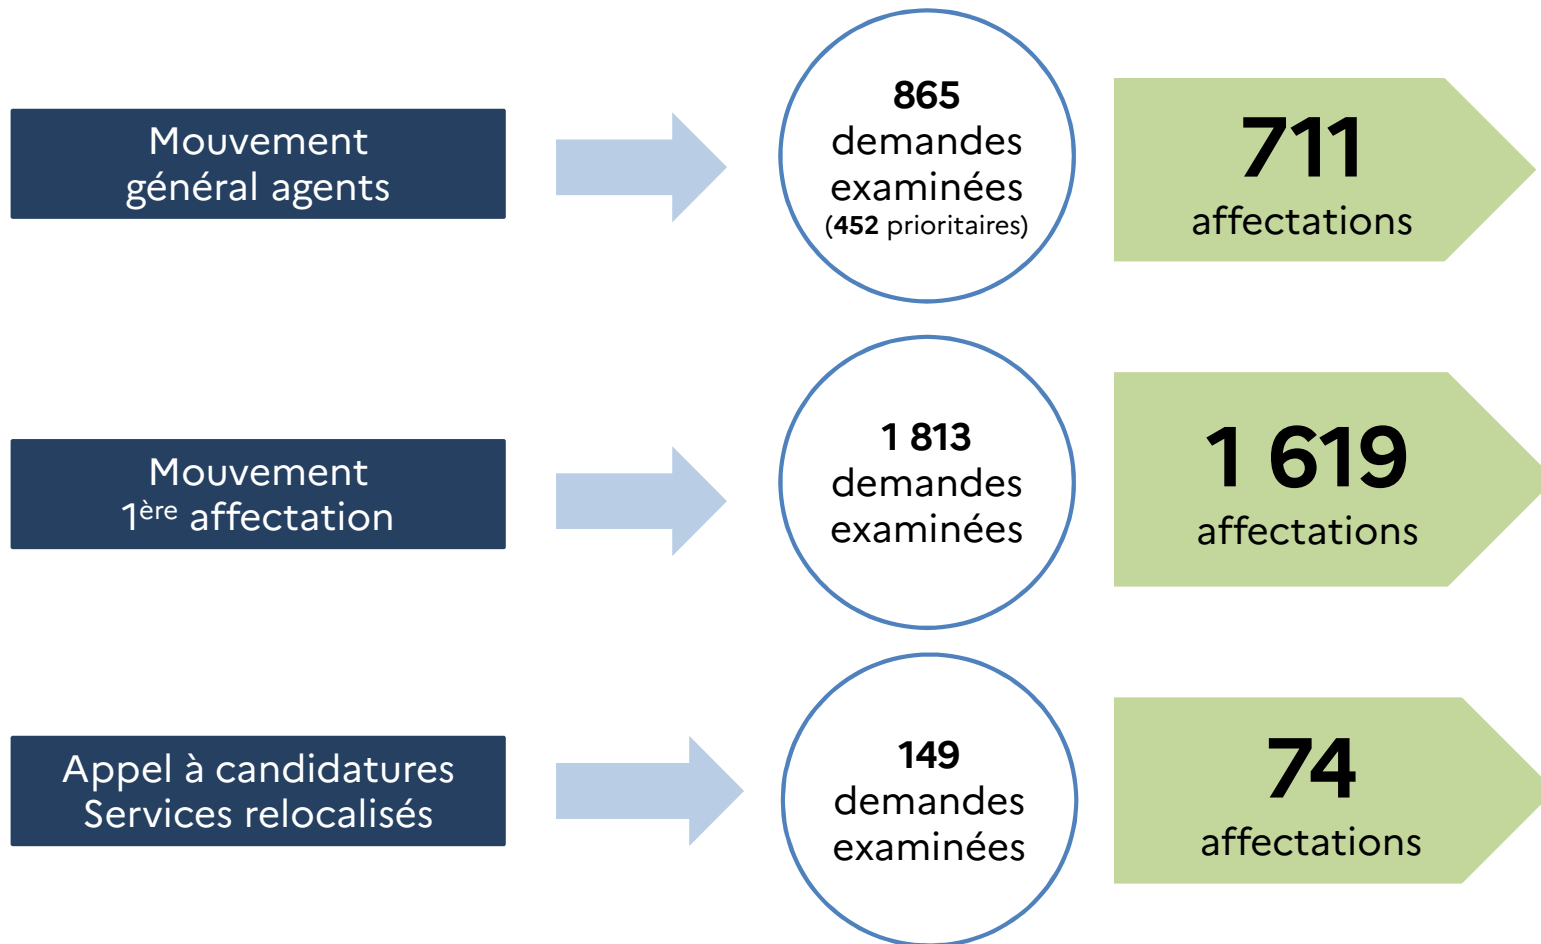 Mouvement
général agents
865
demandes
examinées
(452 prioritaires)
711
affectations
Mouvement
1ère affectation
1 813
demandes
examinées
1 619
affectations
Appel à candidatures
Services relocalisés
149
demandes
examinées
74
affectations